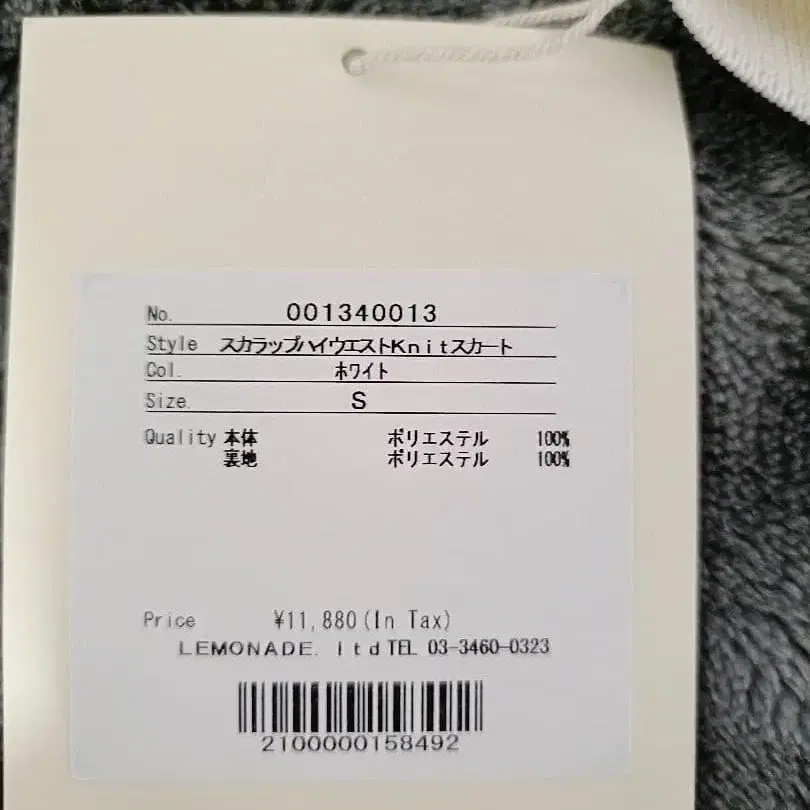 No. 001340013
Style スカラップハイウエストKnitスカート
Col. ホワイト
Size. S
Quality 本体 ポリエステル 100%
裏地 ポリエステル 100%
Price ¥11,880(In Tax)
LEMONADE. ltd TEL 03-3460-0323
2100000158492